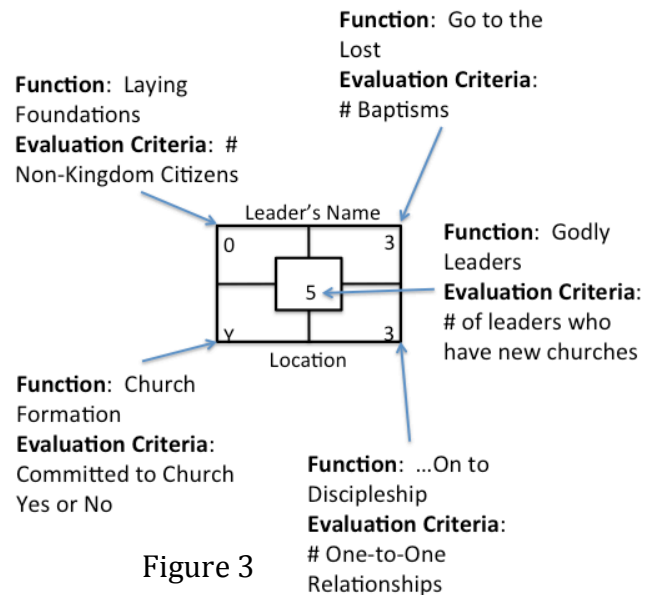 Function: Go to the
Lost
Evaluation Criteria:
# Baptisms
Function: Laying
Foundations
Evaluation Criteria: #
Non-Kingdom Citizens
Leader's Name
0
3
5
Y
3
Location
Function: Godly
Leaders
Evaluation Criteria:
# of leaders who
have new churches
Function: Church
Formation
Evaluation Criteria:
Committed to Church
Yes or No
Function: ...On to
Discipleship
Evaluation Criteria:
# One-to-One
Relationships
Figure 3